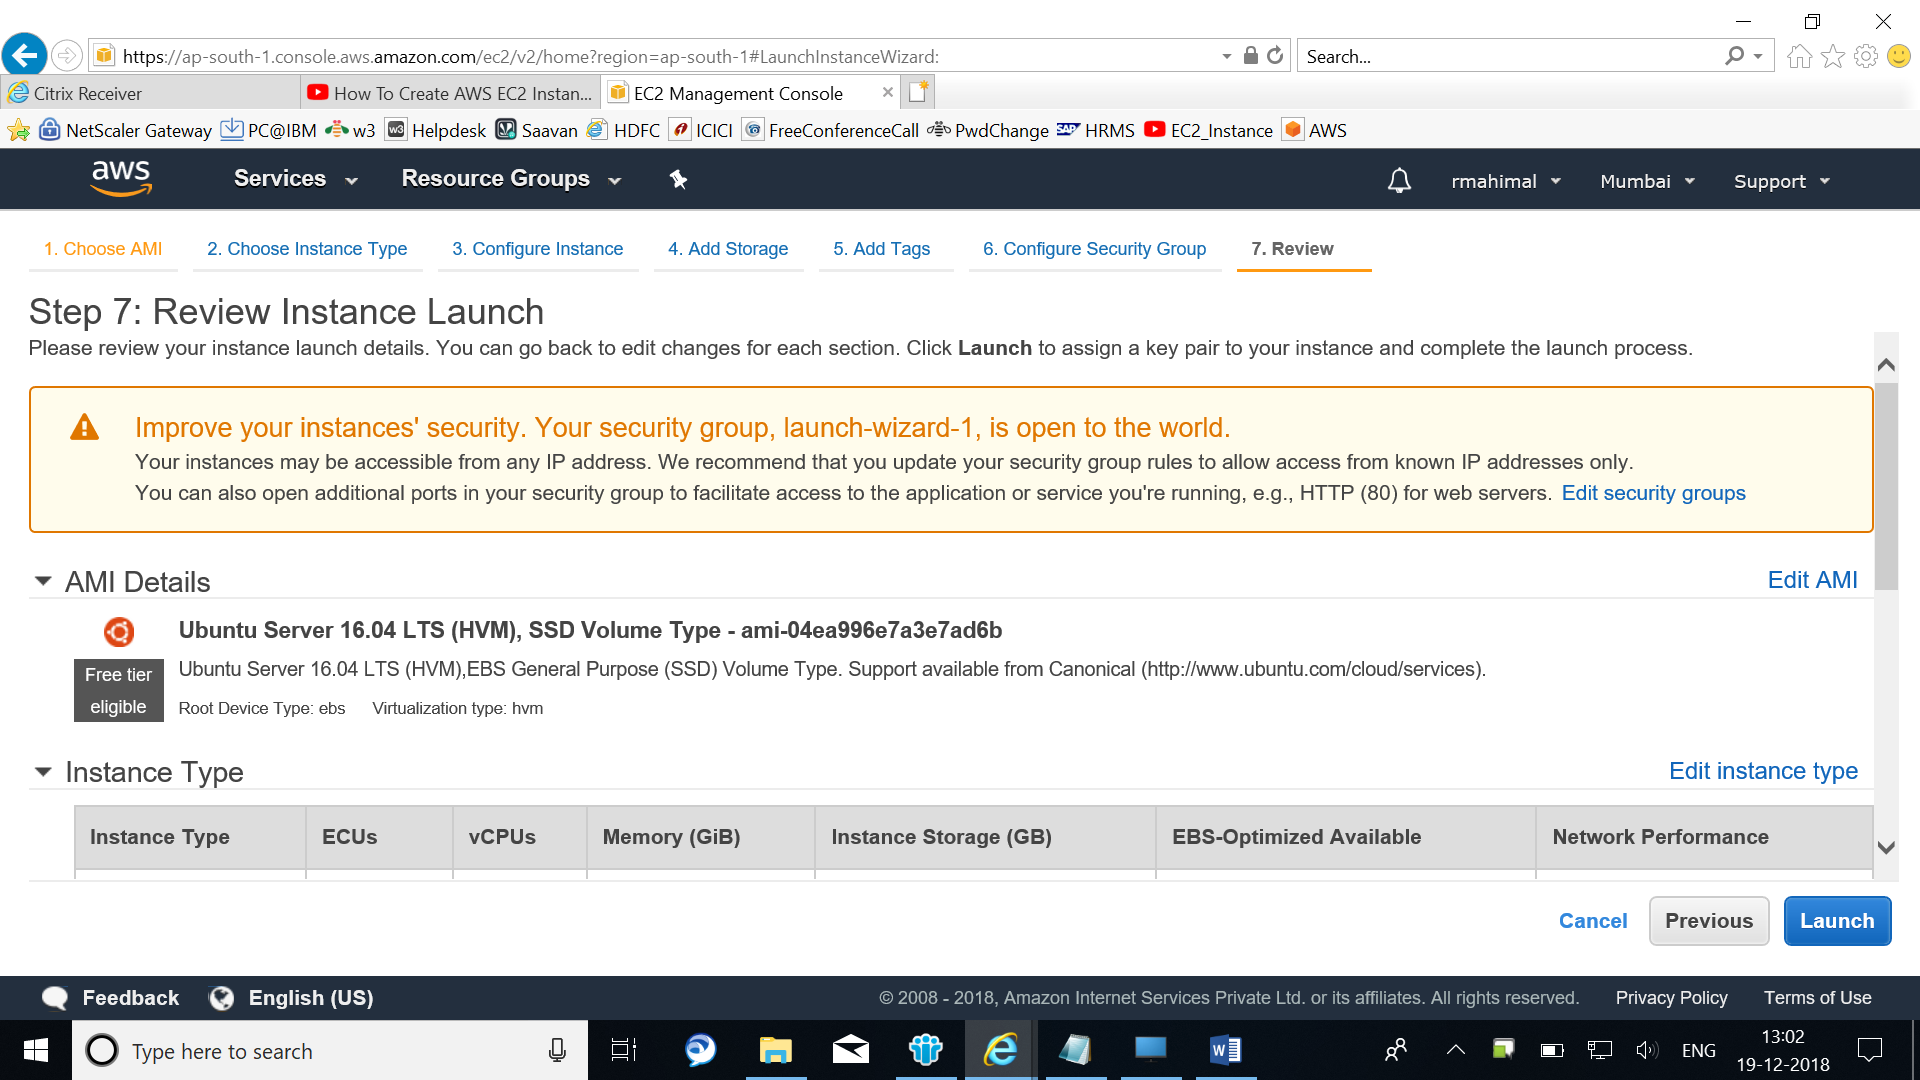 https://ap-south-1.console.aws.amazon.com/ec2/v2/home?region=ap-south-1#LaunchInstanceWizard:
Search...
Citrix Receiver
How To Create AWS EC2 Instan...
EC2 Management Console
NetScaler Gateway
PC@IBM
w3
w3
Helpdesk
Saavan
HDFC
ICICI
FreeConferenceCall
PwdChange
SAP
HRMS
EC2_Instance
AWS
aws
Services
Resource Groups
rmahimal
Mumbai
Support
1. Choose AMI
2. Choose Instance Type
3. Configure Instance
4. Add Storage
5. Add Tags
6. Configure Security Group
7. Review
Step 7: Review Instance Launch
Please review your instance launch details. You can go back to edit changes for each section. Click Launch to assign a key pair to your instance and complete the launch process.
Improve your instances' security. Your security group, launch-wizard-1, is open to the world.
Your instances may be accessible from any IP address. We recommend that you update your security group rules to allow access from known IP addresses only.
You can also open additional ports in your security group to facilitate access to the application or service you're running, e.g., HTTP (80) for web servers. Edit security groups
AMI Details
Edit AMI
Ubuntu Server 16.04 LTS (HVM), SSD Volume Type - ami-04ea996e7a3e7ad6b
Free tier
eligible
Ubuntu Server 16.04 LTS (HVM),EBS General Purpose (SSD) Volume Type. Support available from Canonical (http://www.ubuntu.com/cloud/services).
Root Device Type: ebs
Virtualization type: hvm
Instance Type
Edit instance type
Instance Type
ECUs
vCPUs
Memory (GiB)
Instance Storage (GB)
EBS-Optimized Available
Network Performance
Cancel
Previous
Launch
Feedback
English (US)
© 2008 - 2018, Amazon Internet Services Private Ltd. or its affiliates. All rights reserved.
Privacy Policy
Terms of Use
Type here to search
ENG
13:02
19-12-2018